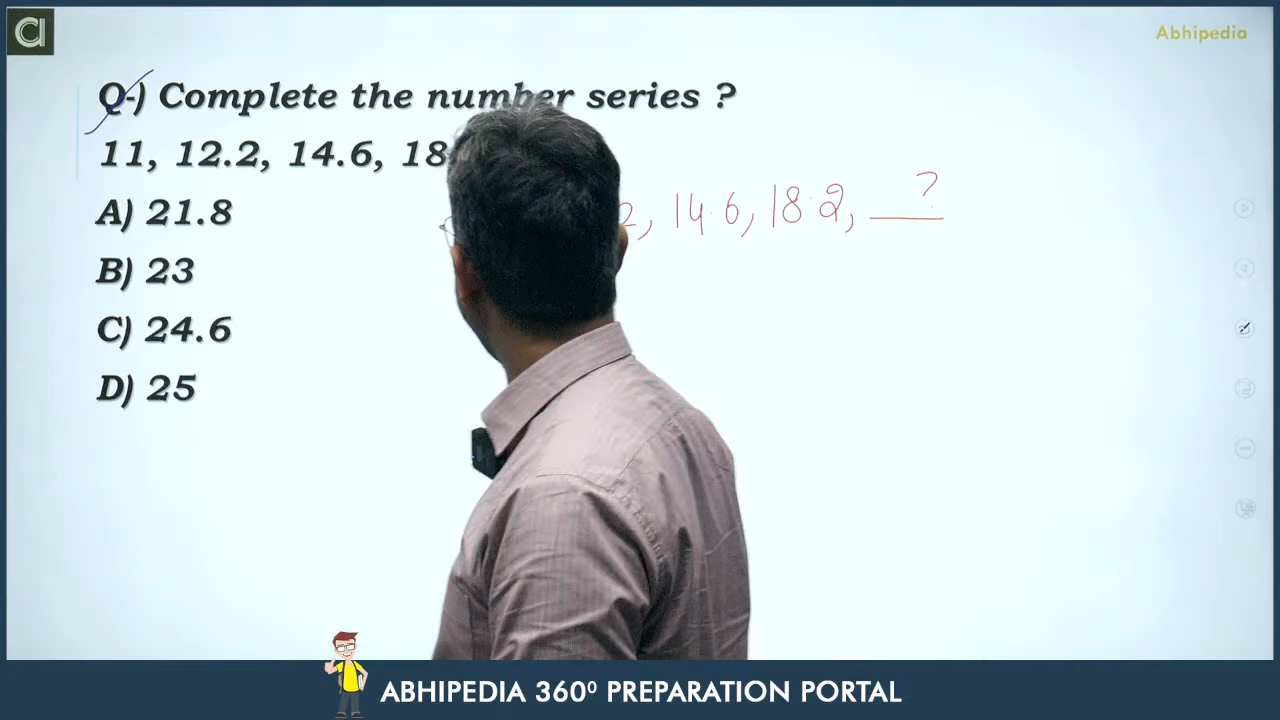 Abhipedia
Q-) Complete the number series ?
11, 12.2, 14.6, 18
2, 14.6, 18.2, ?
A) 21.8
B) 23
C) 24.6
D) 25
ABHIPEDIA 360⁰ PREPARATION PORTAL